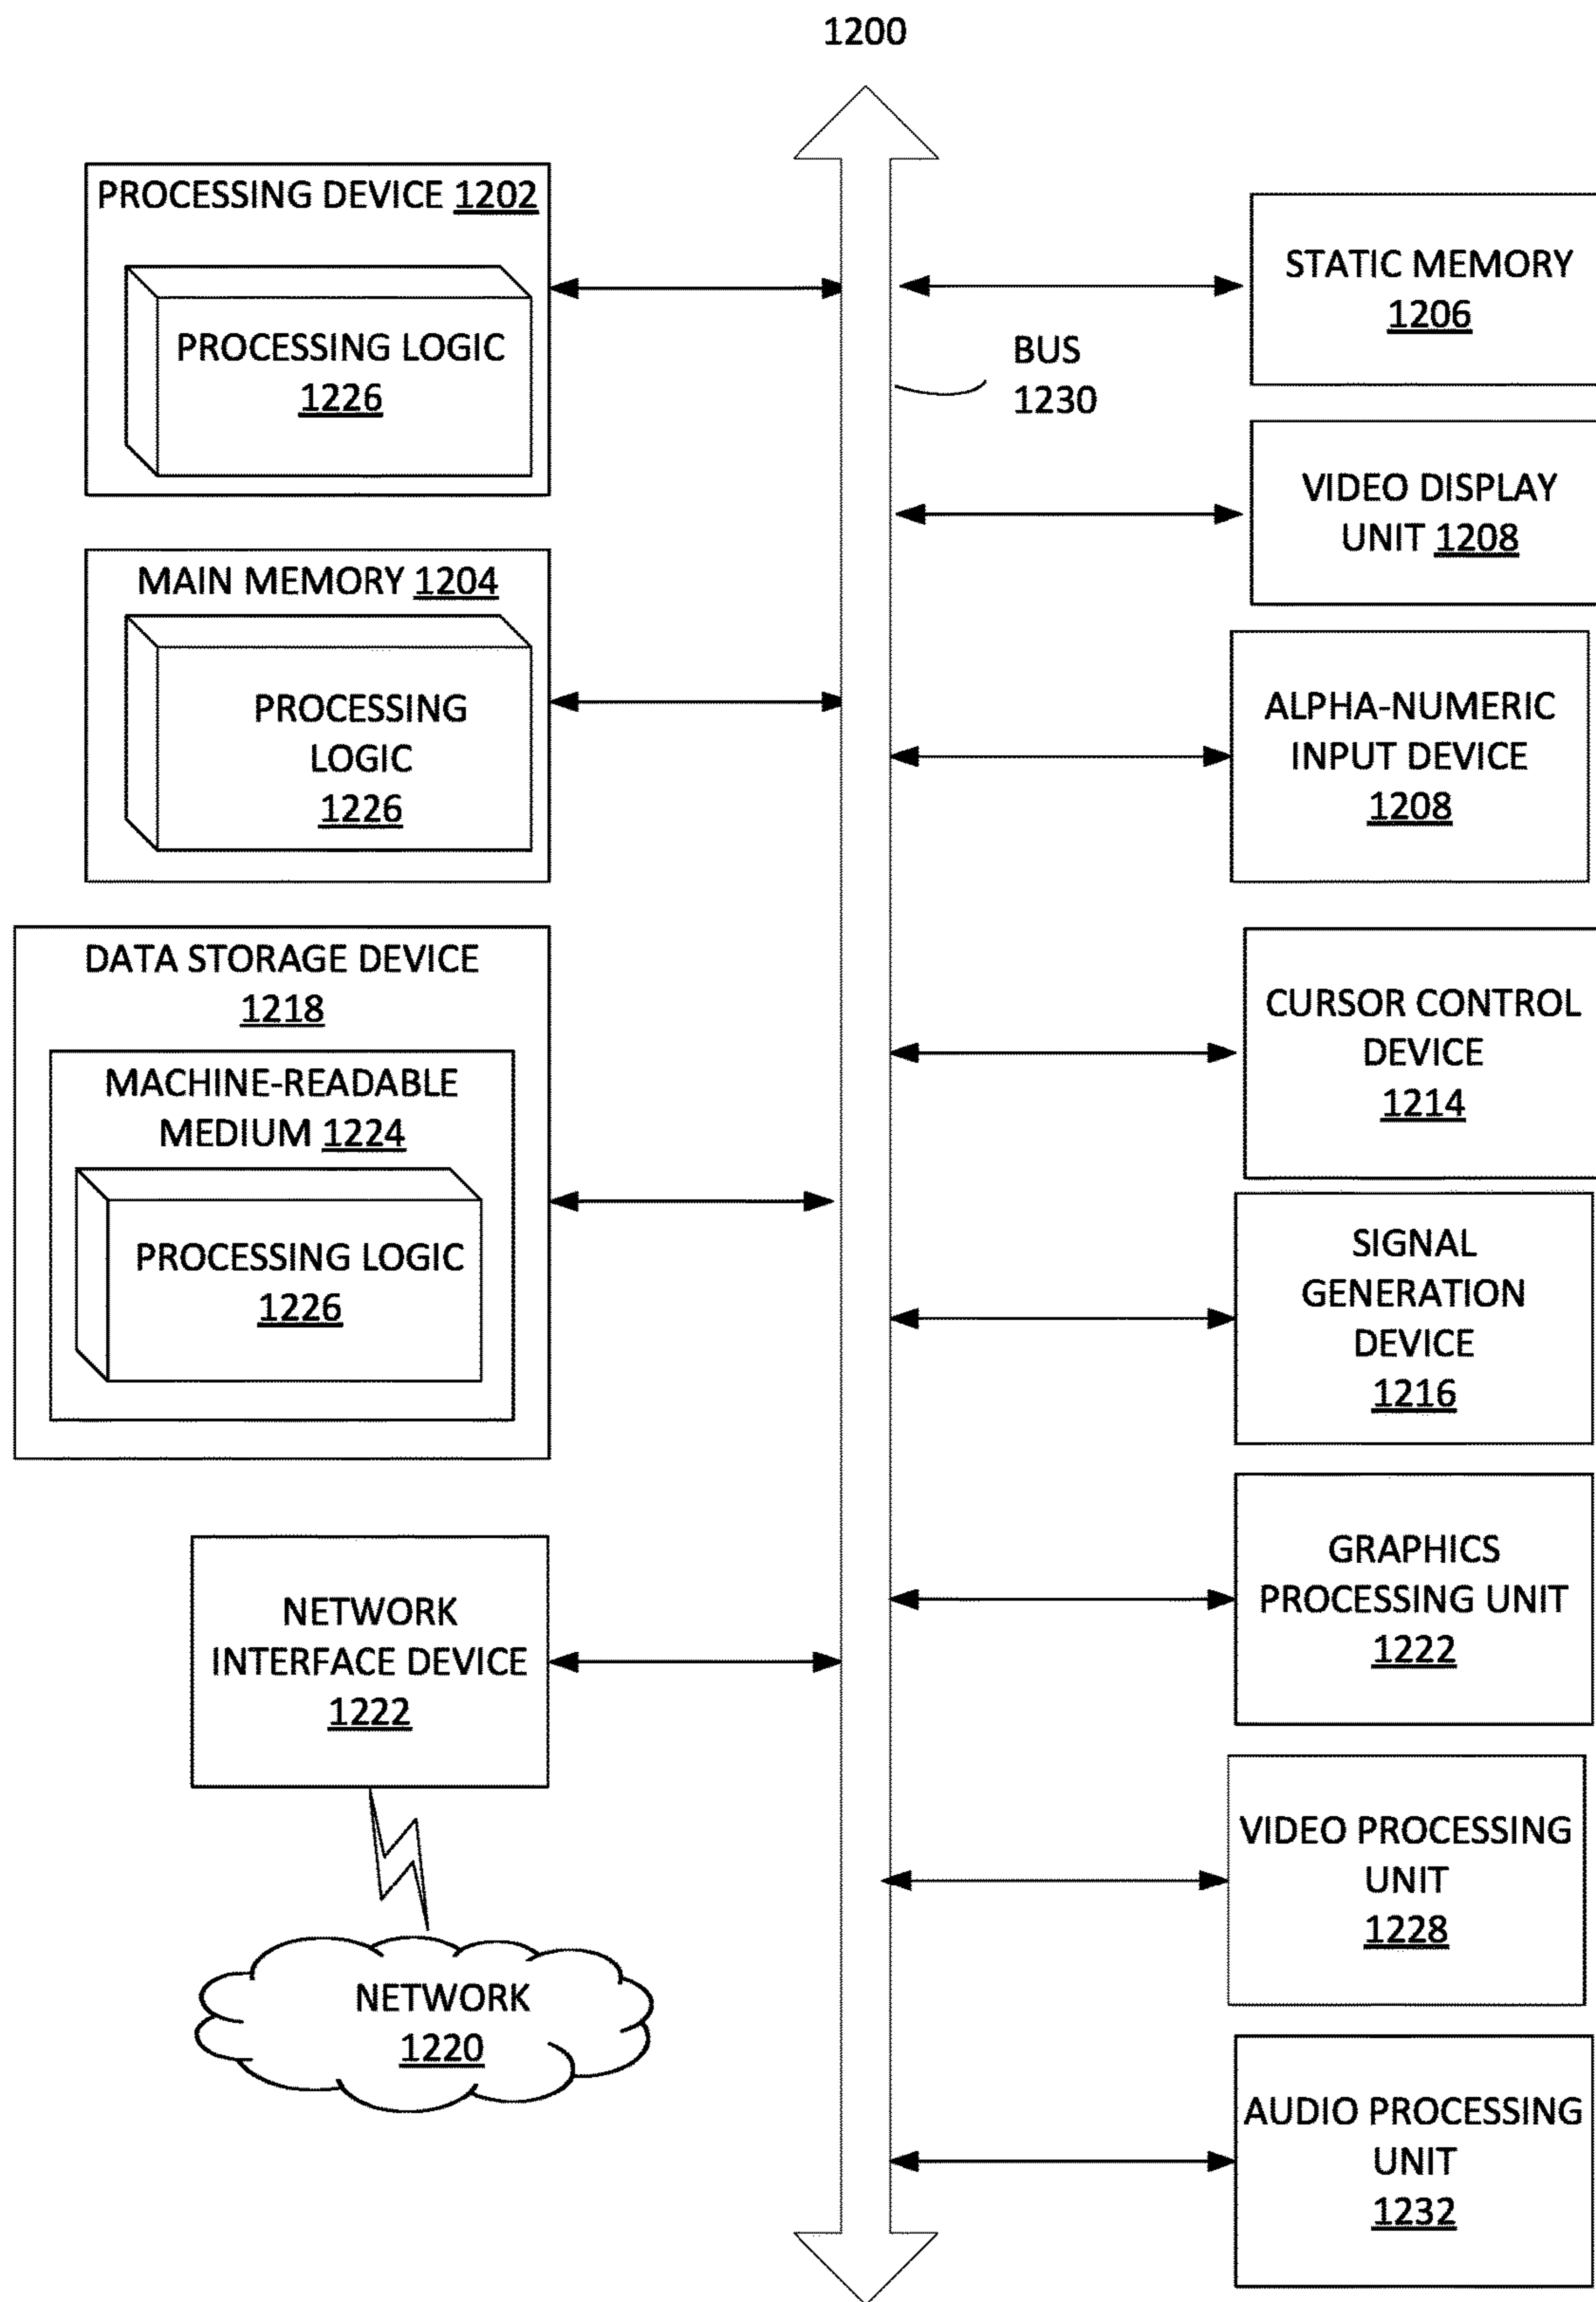 1200
PROCESSING DEVICE 1202
PROCESSING LOGIC
1226
MAIN MEMORY 1204
PROCESSING
LOGIC
1226
DATA STORAGE DEVICE
1218
MACHINE-READABLE
MEDIUM 1224
PROCESSING LOGIC
1226
NETWORK
INTERFACE DEVICE
1222
NETWORK
1220
BUS
1230
STATIC MEMORY
1206
VIDEO DISPLAY
UNIT 1208
ALPHA-NUMERIC
INPUT DEVICE
1208
CURSOR CONTROL
DEVICE
1214
SIGNAL
GENERATION
DEVICE
1216
GRAPHICS
PROCESSING UNIT
1222
VIDEO PROCESSING
UNIT
1228
AUDIO PROCESSING
UNIT
1232